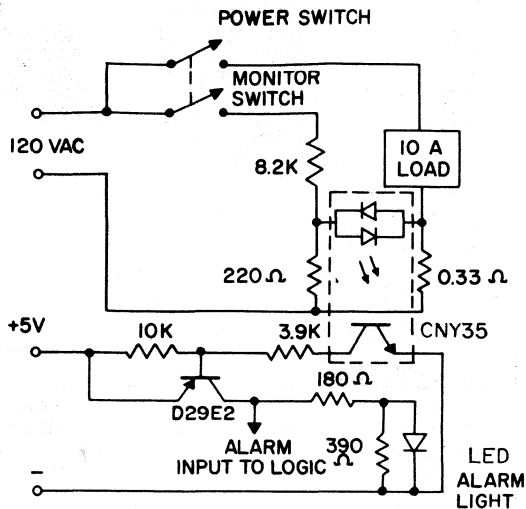 POWER SWITCH
MONITOR
SWITCH
120 VAC
8.2K
10 A
LOAD
220 Ω
0.33 Ω
+5V
10K
3.9K
CNY35
180 Ω
D29E2
ALARM
INPUT TO LOGIC
390
Ω
LED
ALARM
LIGHT
−